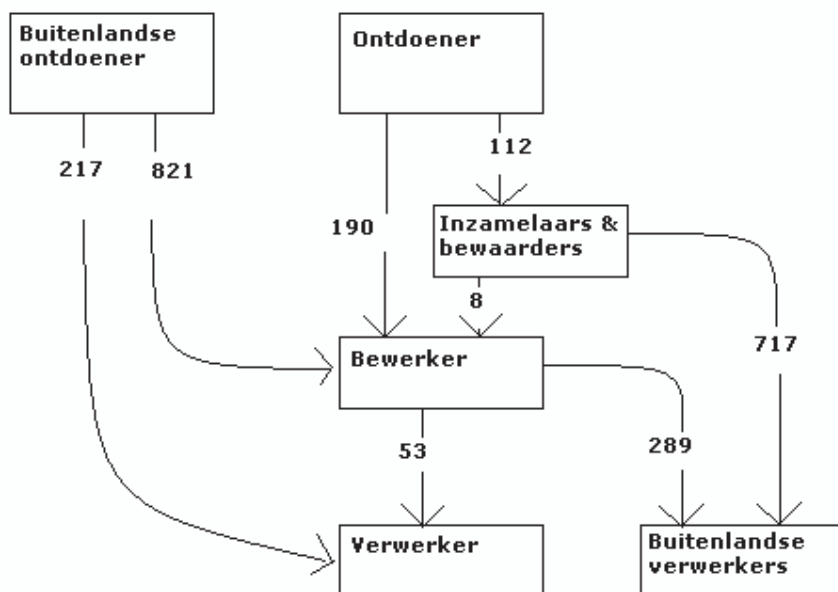 Buitenlandse
ontdoener
Ontdoener
217
821
112
190
Inzamelaars &
bewaarders
8
717
Bewerker
53
289
Verwerker
Buitenlandse
verwerkers